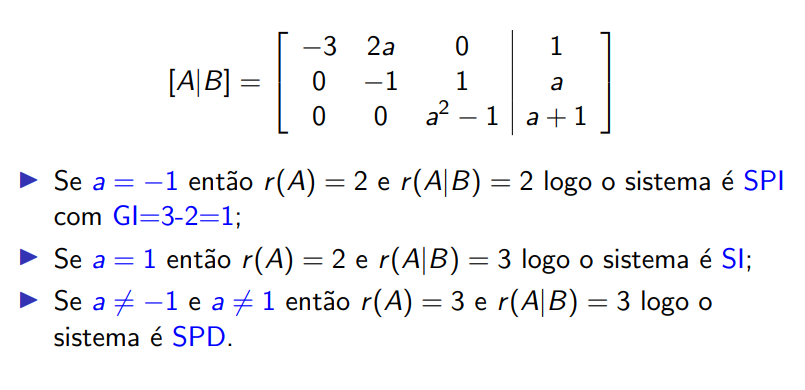 [A|B] = [ −3 2a 0 | 1
0 −1 1 | a
0 0 a² − 1 | a + 1 ]
▶ Se a = −1 então r(A) = 2 e r(A|B) = 2 logo o sistema é SPI
com GI=3-2=1;
▶ Se a = 1 então r(A) = 2 e r(A|B) = 3 logo o sistema é SI;
▶ Se a ≠ −1 e a ≠ 1 então r(A) = 3 e r(A|B) = 3 logo o
sistema é SPD.